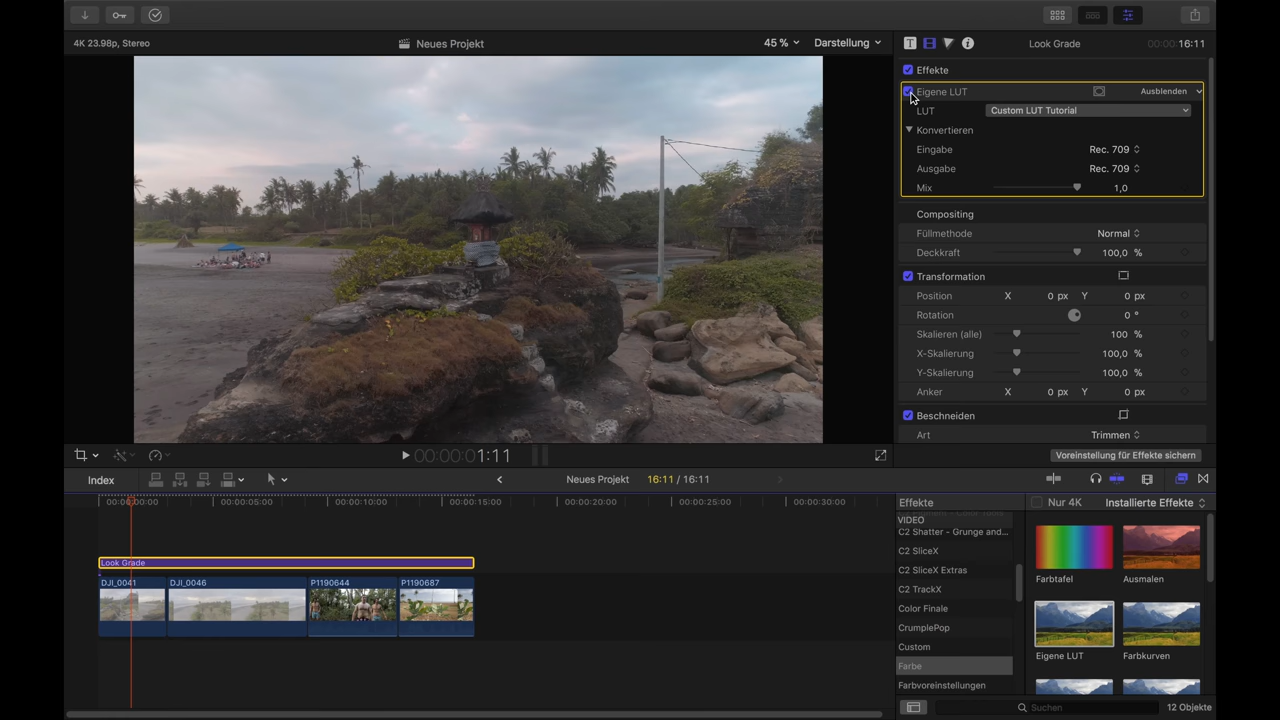 4K 23.98p, Stereo
Neues Projekt
45 %
Darstellung
T
Look Grade
00:00:16:11
Effekte
Eigene LUT
Ausblenden
LUT
Custom LUT Tutorial
Konvertieren
Eingabe
Rec. 709
Ausgabe
Rec. 709
Mix
1,0
Compositing
Füllmethode
Normal
Deckkraft
100,0 %
Transformation
Position
X
0 px
Y
0 px
Rotation
0 °
Skalieren (alle)
100 %
X-Skalierung
100,0 %
Y-Skalierung
100,0 %
Anker
X
0 px
Y
0 px
Beschneiden
Art
Trimmen
00:00:01:11
Voreinstellung für Effekte sichern
Index
Neues Projekt
16:11 / 16:11
00:00:00:00
00:00:05:00
00:00:10:00
00:00:15:00
00:00:20:00
00:00:25:00
00:00:30:00
Look Grade
DJI_0041
DJI_0046
P1190644
P1190687
Effekte
Nur 4K
Installierte Effekte
VIDEO
C2 Shatter - Grunge and...
C2 SliceX
C2 SliceX Extras
C2 TrackX
Color Finale
CrumplePop
Custom
Farbe
Farbvoreinstellungen
Farbtafel
Ausmalen
Eigene LUT
Farbkurven
Suchen
12 Objekte